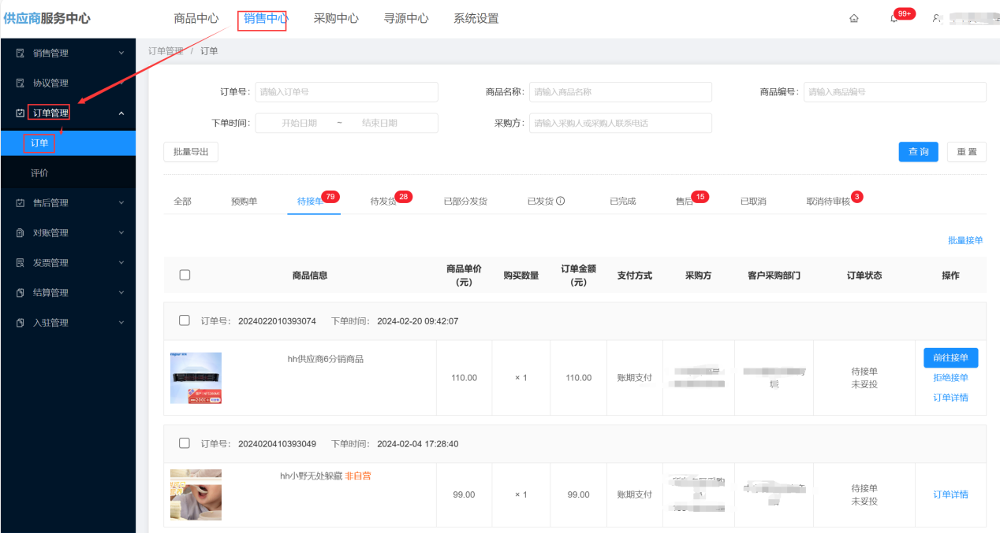 供应商服务中心 商品中心 销售中心 采购中心 寻源中心 系统设置 99+
销售管理
协议管理
订单管理
订单
评价
售后管理
对账管理
发票管理
结算管理
入驻管理
订单管理 / 订单
订单号： 请输入订单号 商品名称： 请输入商品名称 商品编号： 请输入商品编号
下单时间： 开始日期 ~ 结束日期 采购方： 请输入采购人或采购人联系电话
批量导出 查 询 重 置
全部 预购单 待接单 79 待发货 28 已部分发货 已发货 已完成 售后 15 已取消 取消待审核 3
批量接单
商品信息 商品单价（元） 购买数量 订单金额（元） 支付方式 采购方 客户采购部门 订单状态 操作
订单号： 2024022010393074 下单时间： 2024-02-20 09:42:07
hh供应商6分销商品 110.00 × 1 110.00 账期支付 城 待接单 未妥投
前往接单
拒绝接单
订单详情
订单号： 2024020410393049 下单时间： 2024-02-04 17:28:40
hh小野无处躲藏 非自营 99.00 × 1 99.00 账期支付 待接单 未妥投 订单详情